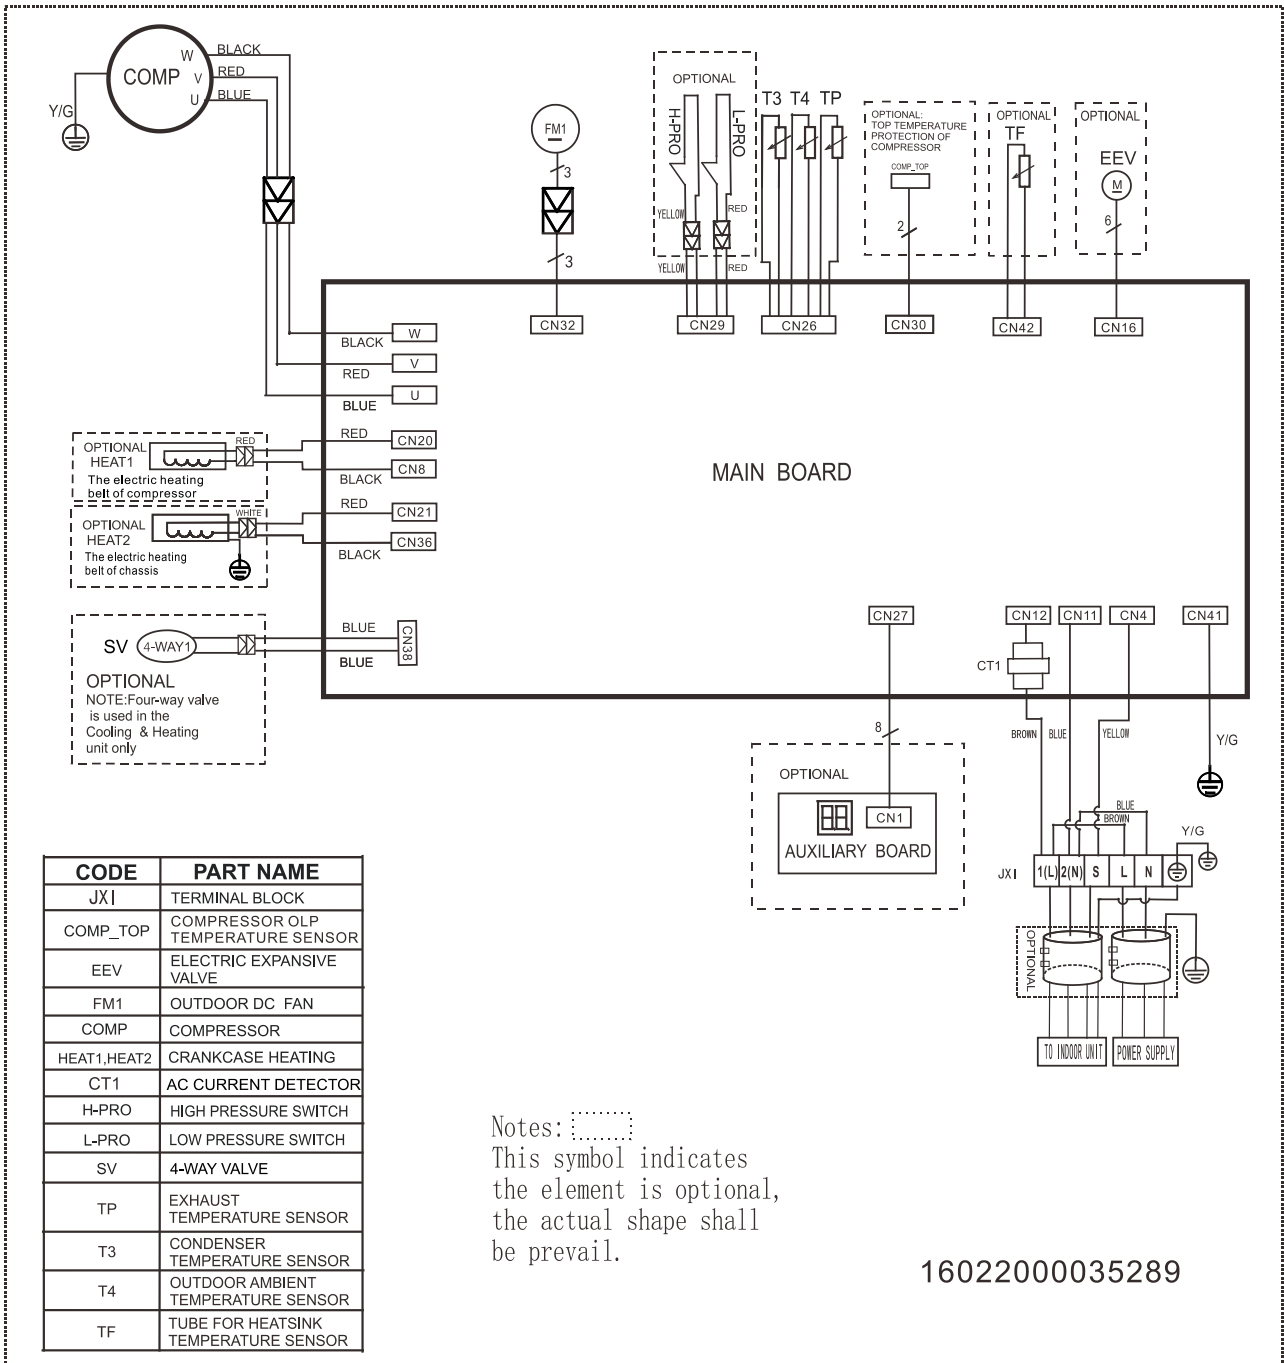 COMP
W
V
U
BLACK
RED
BLUE
Y/G
FM1
3
3
OPTIONAL
H-PRO
L-PRO
YELLOW
RED
YELLOW
RED
T3 T4 TP
OPTIONAL:
TOP TEMPERATURE
PROTECTION OF
COMPRESSOR
COMP_TOP
2
OPTIONAL
TF
OPTIONAL
EEV
M
6
CN32
CN29
CN26
CN30
CN42
CN16
BLACK
W
RED
V
BLUE
U
OPTIONAL
HEAT1
The electric heating
belt of compressor
RED
RED
CN20
BLACK
CN8
OPTIONAL
HEAT2
The electric heating
belt of chassis
WHITE
RED
CN21
BLACK
CN36
MAIN BOARD
SV
4-WAY1
OPTIONAL
NOTE:Four-way valve
is used in the
Cooling & Heating
unit only
BLUE
BLUE
CN38
CN27
CN12
CN11
CN4
CN41
CT1
BROWN
BLUE
YELLOW
Y/G
8
OPTIONAL
CN1
AUXILIARY BOARD
BLUE
BROWN
Y/G
JX1
1(L)
2(N)
S
L
N
OPTIONAL
TO INDOOR UNIT
POWER SUPPLY
CODE PART NAME
JX1 TERMINAL BLOCK
COMP_TOP COMPRESSOR OLP
TEMPERATURE SENSOR
EEV ELECTRIC EXPANSIVE
VALVE
FM1 OUTDOOR DC FAN
COMP COMPRESSOR
HEAT1,HEAT2 CRANKCASE HEATING
CT1 AC CURRENT DETECTOR
H-PRO HIGH PRESSURE SWITCH
L-PRO LOW PRESSURE SWITCH
SV 4-WAY VALVE
TP EXHAUST
TEMPERATURE SENSOR
T3 CONDENSER
TEMPERATURE SENSOR
T4 OUTDOOR AMBIENT
TEMPERATURE SENSOR
TF TUBE FOR HEATSINK
TEMPERATURE SENSOR
Notes:
This symbol indicates
the element is optional,
the actual shape shall
be prevail.
16022000035289